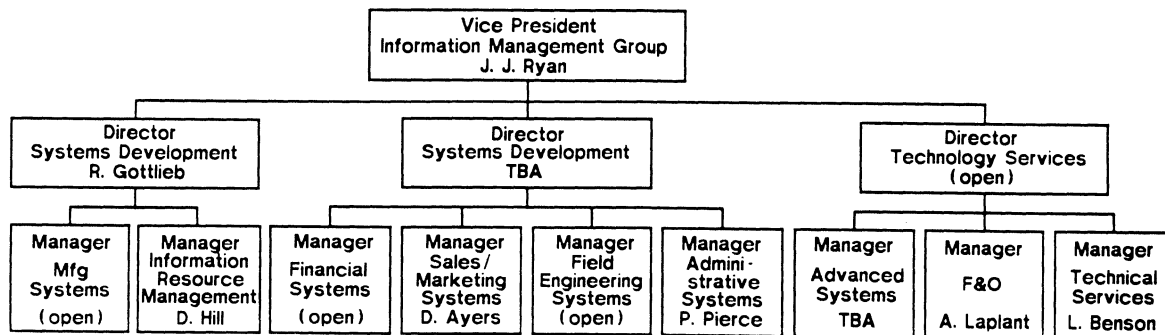 Vice President
Information Management Group
J. J. Ryan
Director
Systems Development
R. Gottlieb
Director
Systems Development
TBA
Director
Technology Services
(open)
Manager
Mfg
Systems
(open)
Manager
Information
Resource
Management
D. Hill
Manager
Financial
Systems
(open)
Manager
Sales/
Marketing
Systems
D. Ayers
Manager
Field
Engineering
Systems
(open)
Manager
Admini-
strative
Systems
P. Pierce
Manager
Advanced
Systems
TBA
Manager
F&O
A. Laplant
Manager
Technical
Services
L. Benson